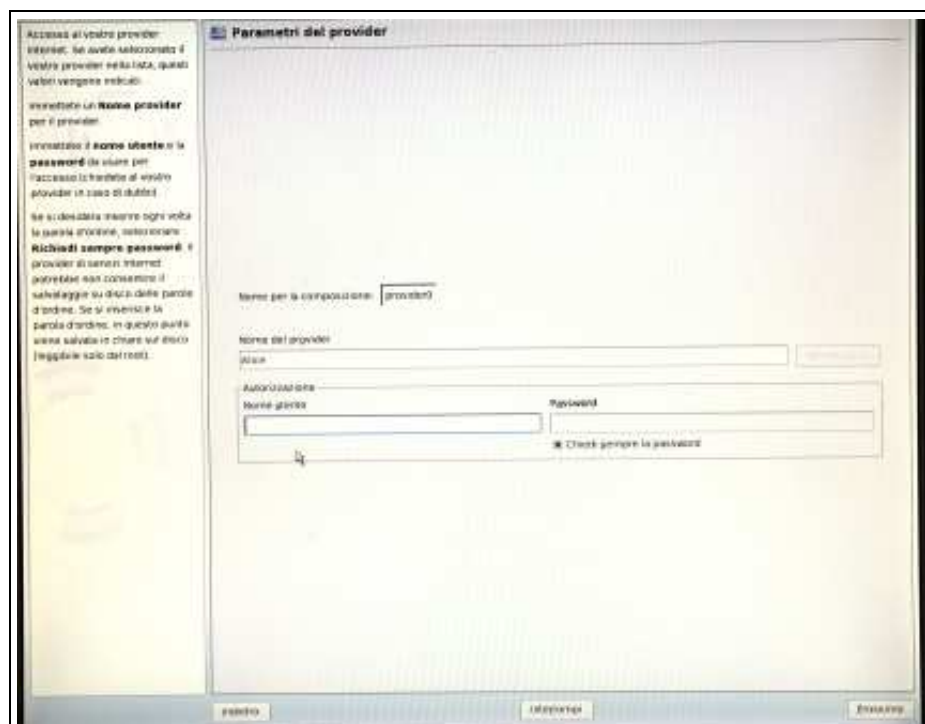 Accesso al vostro provider
internet. Se avete selezionato il
vostro provider nella lista, questi
valori vengono indicati.
Immettete un Nome provider
per il provider.
Immettete il nome utente e la
password da usare per
l'accesso (chiedete al vostro
provider in caso di dubbi).
Se si desidera inserire ogni volta
la parola d'ordine, selezionare
Richiedi sempre password. Il
provider di servizi internet
potrebbe non consentire il
salvataggio su disco delle parole
d'ordine. Se si inserisce la
parola d'ordine, in questo punto
viene salvata in chiaro sul disco
(leggibile solo dal root).
Parametri del provider
Nome per la composizione: provider0
Nome del provider
Alice
Autorizzazione
Nome utente
Password
Chiedi sempre la password
Indietro
Interrompi
Prossimo